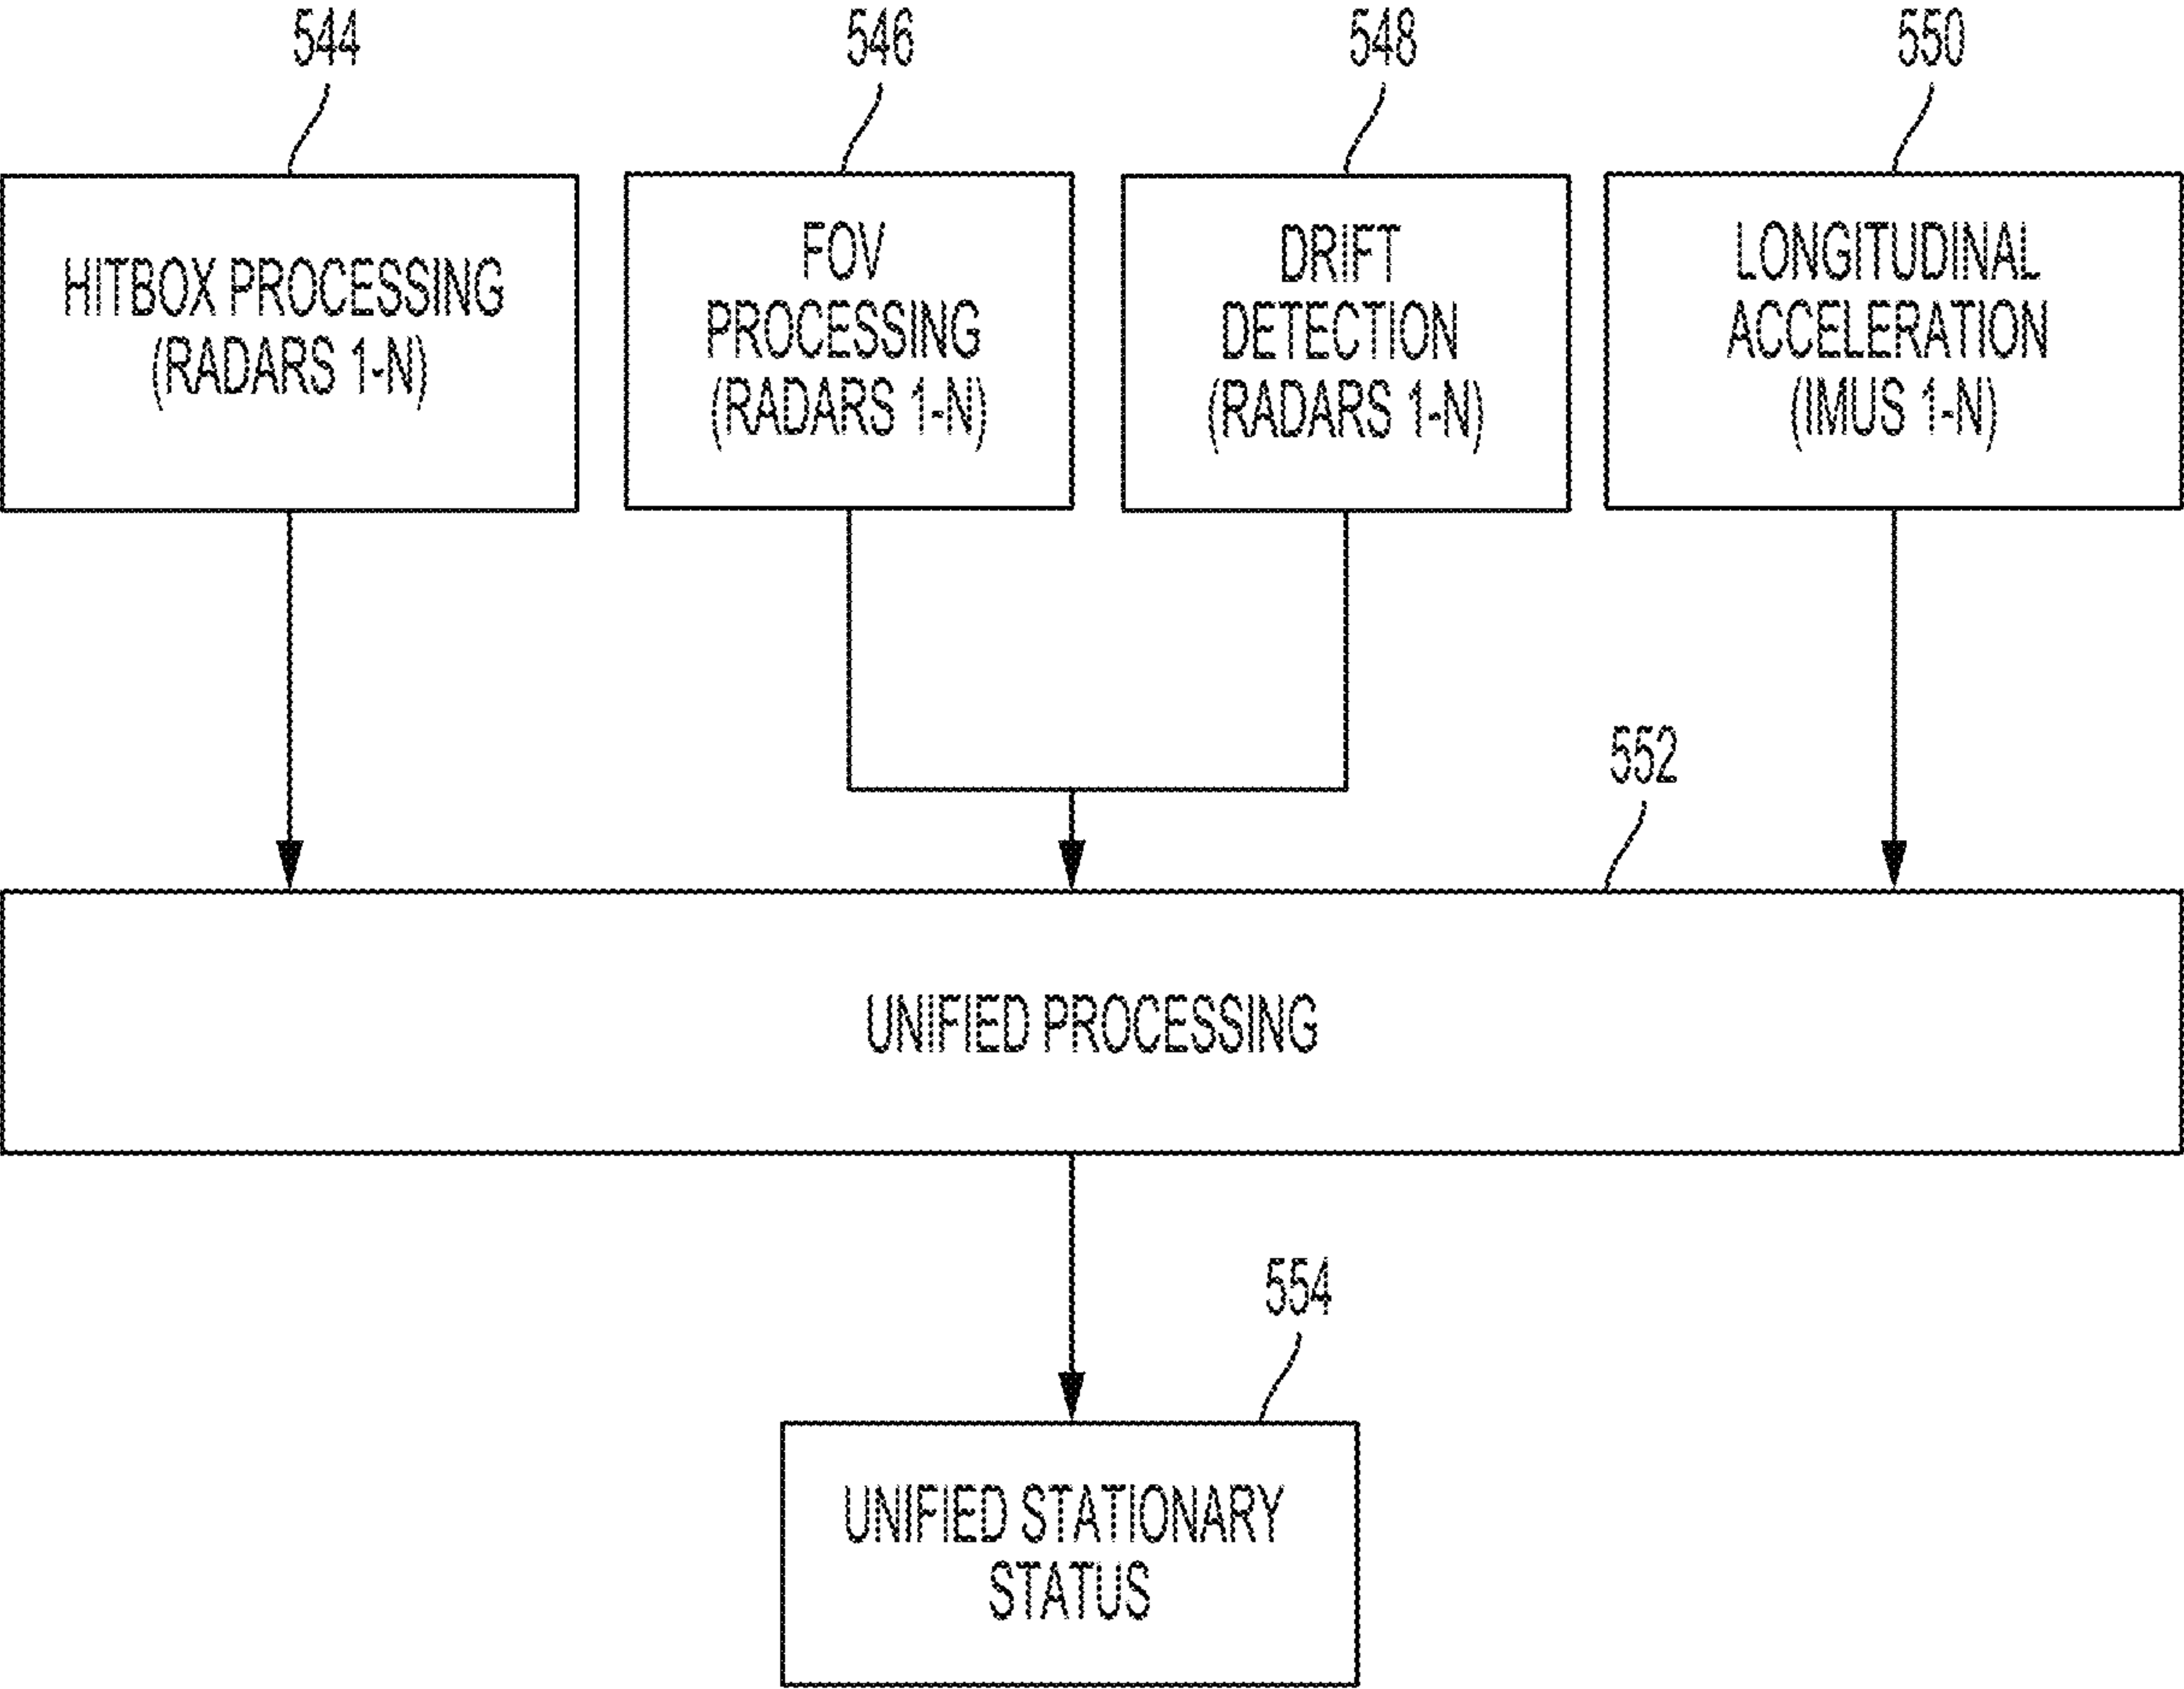 544
546
548
550
HITBOX PROCESSING
(RADARS 1-N)
FOV
PROCESSING
(RADARS 1-N)
DRIFT
DETECTION
(RADARS 1-N)
LONGITUDINAL
ACCELERATION
(IMUS 1-N)
552
UNIFIED PROCESSING
554
UNIFIED STATIONARY
STATUS